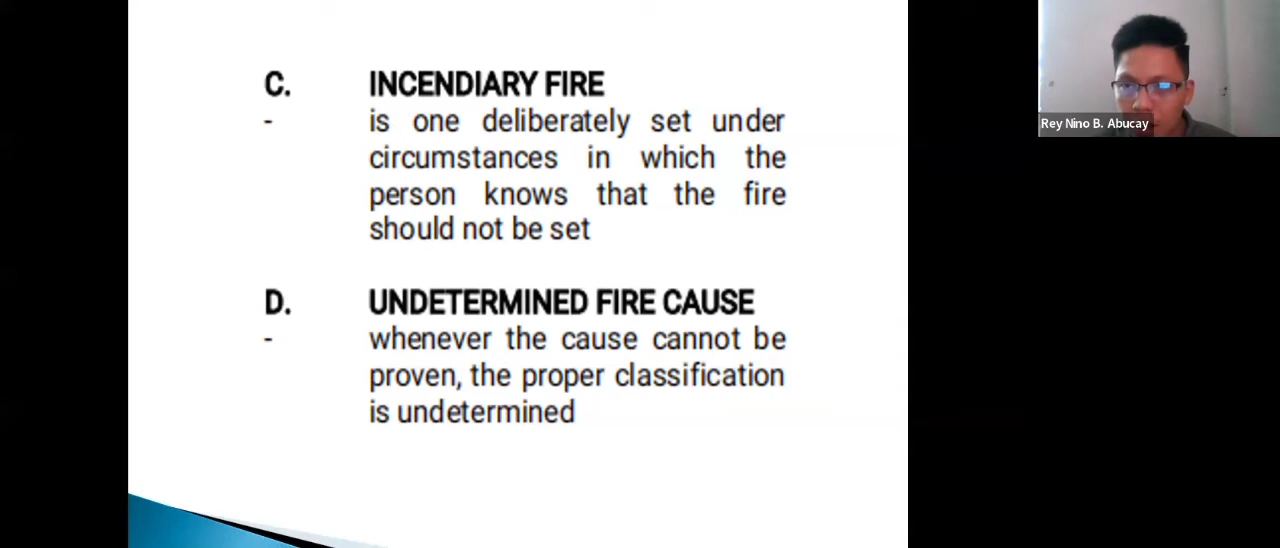 C. INCENDIARY FIRE
- is one deliberately set under
circumstances in which the
person knows that the fire
should not be set
D. UNDETERMINED FIRE CAUSE
- whenever the cause cannot be
proven, the proper classification
is undetermined
Rey Nino B. Abucay